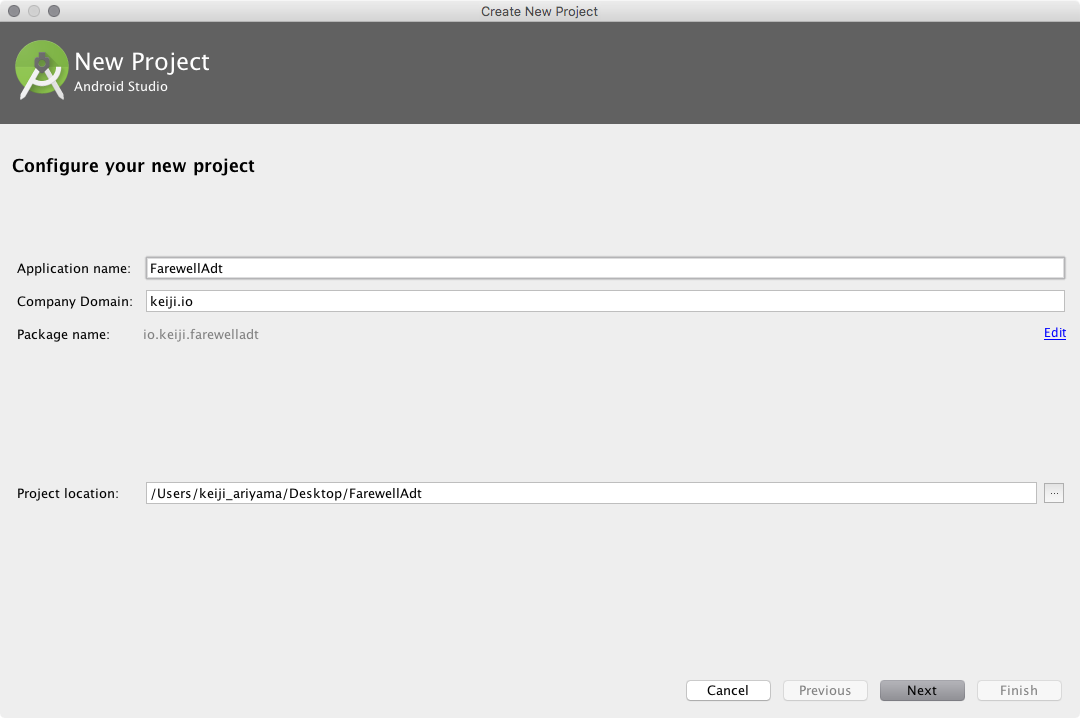 Create New Project
New Project
Android Studio
Configure your new project
Application name: FarewellAdt
Company Domain: keiji.io
Package name: io.keiji.farewelladt Edit
Project location: /Users/keiji_ariyama/Desktop/FarewellAdt ...
Cancel Previous Next Finish